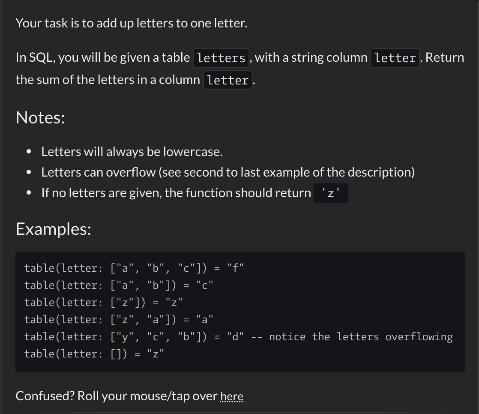 Your task is to add up letters to one letter.
In SQL, you will be given a table letters, with a string column letter. Return
the sum of the letters in a column letter.
Notes:
• Letters will always be lowercase.
• Letters can overflow (see second to last example of the description)
• If no letters are given, the function should return 'z'
Examples:
table(letter: ["a", "b", "c"]) = "f"
table(letter: ["a", "b"]) = "c"
table(letter: ["z"]) = "z"
table(letter: ["z", "a"]) = "a"
table(letter: ["y", "c", "b"]) = "d" -- notice the letters overflowing
table(letter: []) = "z"
Confused? Roll your mouse/tap over here